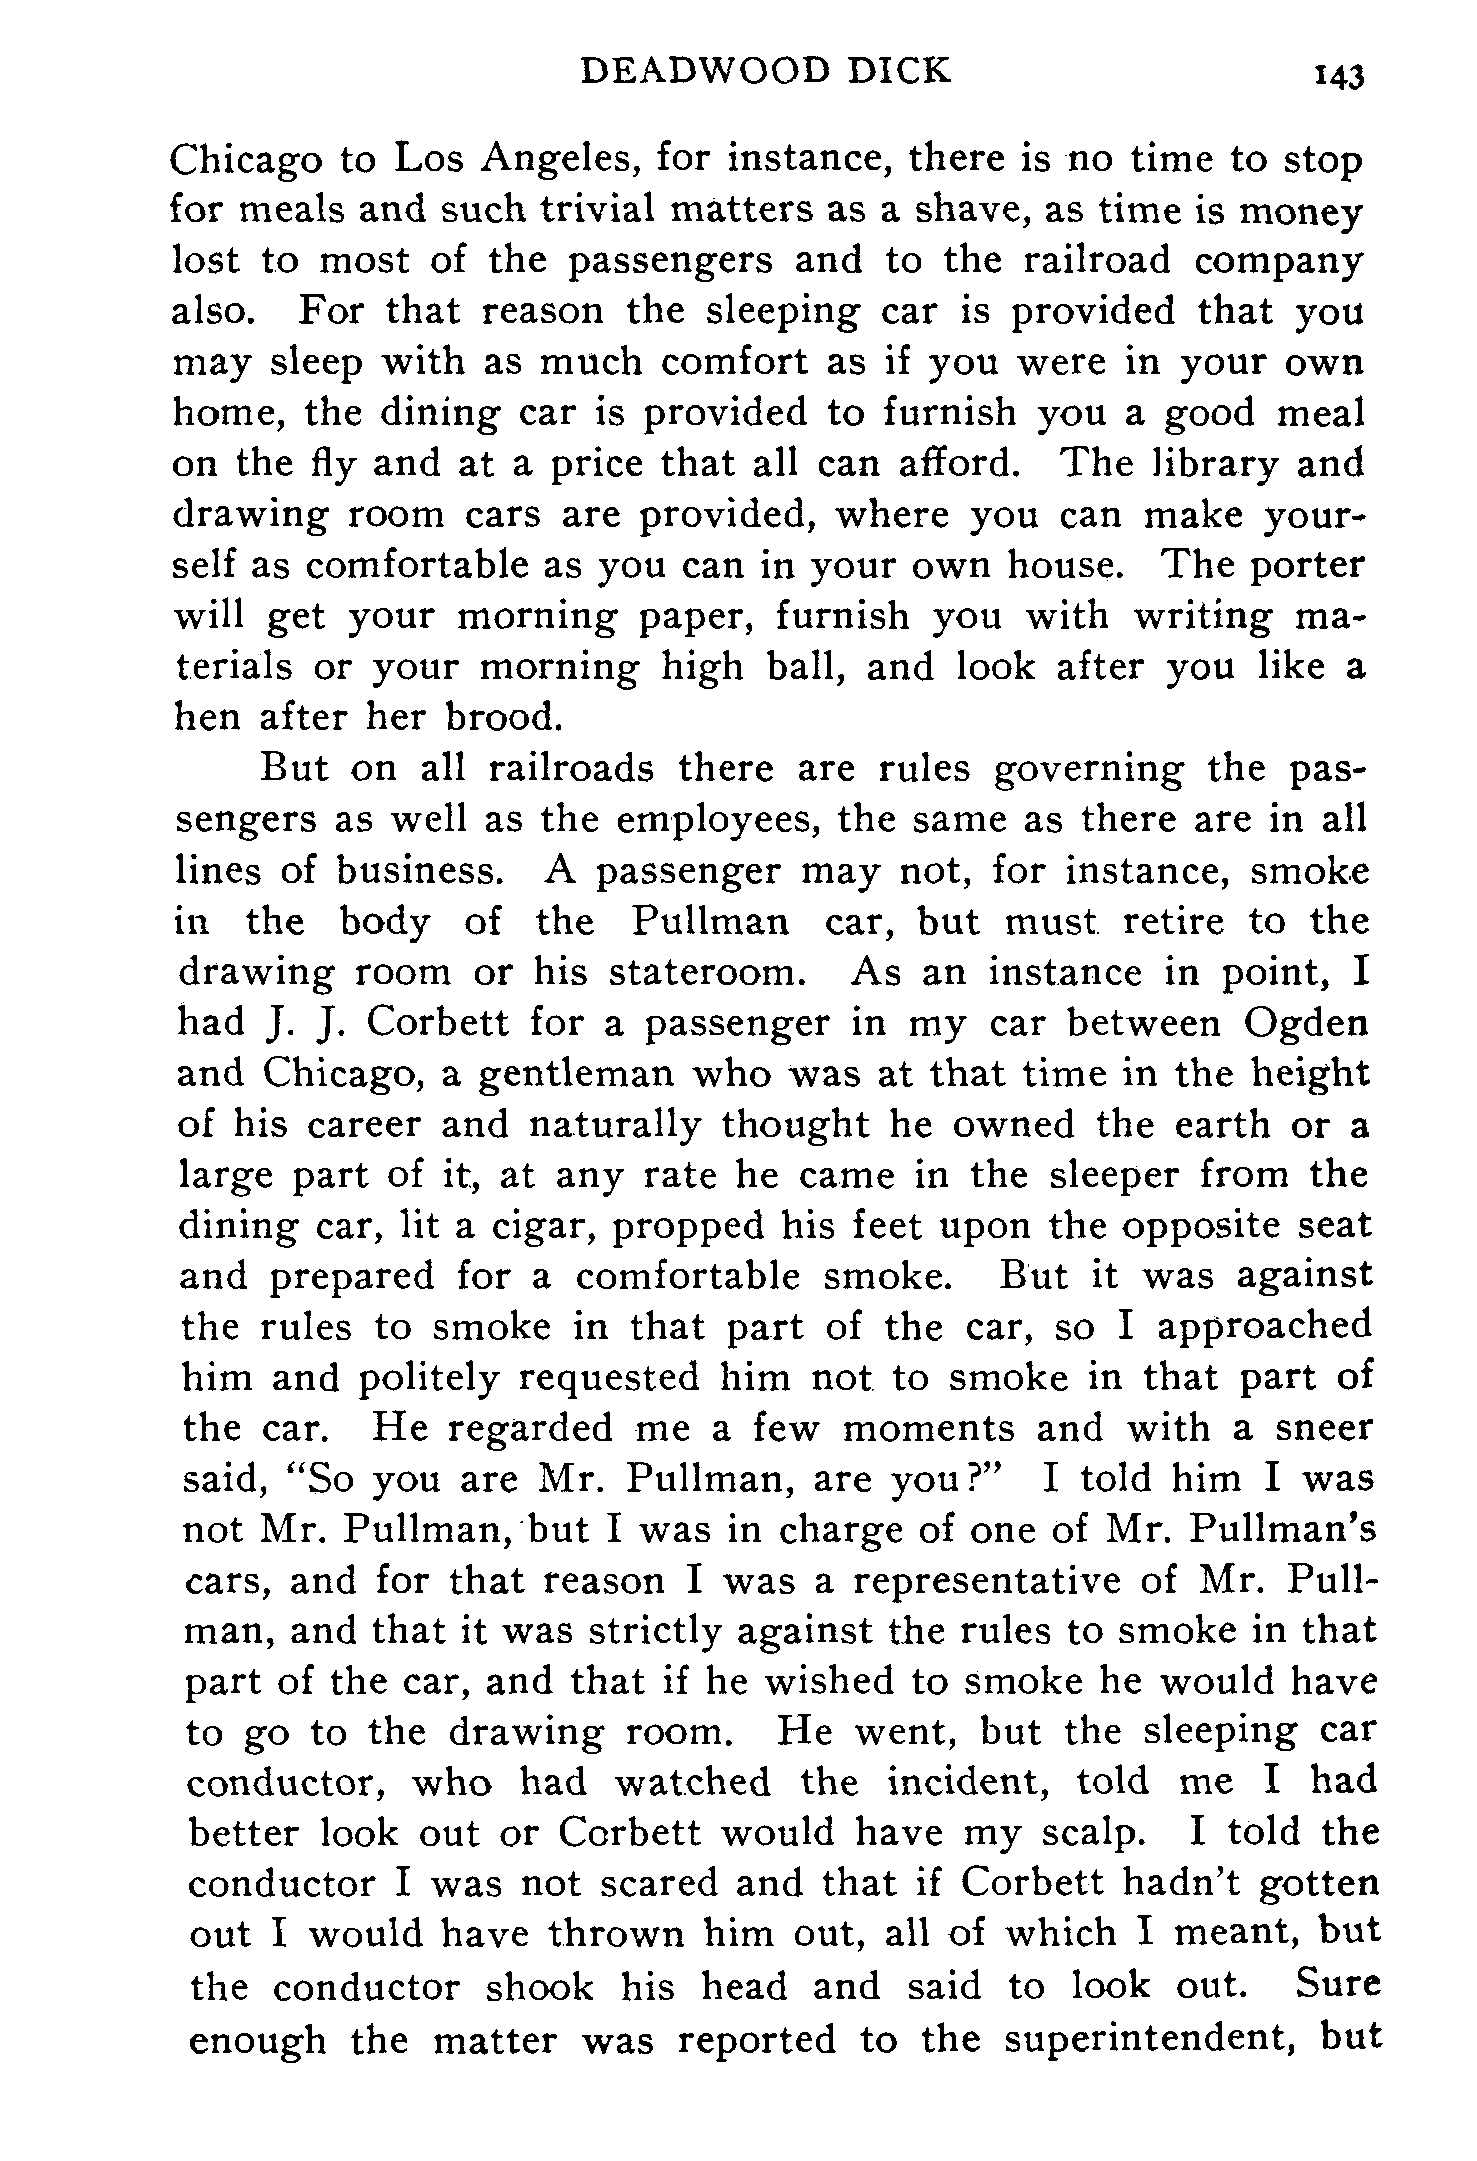 DEADWOOD DICK 143
Chicago to Los Angeles, for instance, there is no time to stop
for meals and such trivial matters as a shave, as time is money
lost to most of the passengers and to the railroad company
also. For that reason the sleeping car is provided that you
may sleep with as much comfort as if you were in your own
home, the dining car is provided to furnish you a good meal
on the fly and at a price that all can afford. The library and
drawing room cars are provided, where you can make your-
self as comfortable as you can in your own house. The porter
will get your morning paper, furnish you with writing ma-
terials or your morning high ball, and look after you like a
hen after her brood.
But on all railroads there are rules governing the pas-
sengers as well as the employees, the same as there are in all
lines of business. A passenger may not, for instance, smoke
in the body of the Pullman car, but must retire to the
drawing room or his stateroom. As an instance in point, I
had J. J. Corbett for a passenger in my car between Ogden
and Chicago, a gentleman who was at that time in the height
of his career and naturally thought he owned the earth or a
large part of it, at any rate he came in the sleeper from the
dining car, lit a cigar, propped his feet upon the opposite seat
and prepared for a comfortable smoke. But it was against
the rules to smoke in that part of the car, so I approached
him and politely requested him not to smoke in that part of
the car. He regarded me a few moments and with a sneer
said, "So you are Mr. Pullman, are you?" I told him I was
not Mr. Pullman, but I was in charge of one of Mr. Pullman's
cars, and for that reason I was a representative of Mr. Pull-
man, and that it was strictly against the rules to smoke in that
part of the car, and that if he wished to smoke he would have
to go to the drawing room. He went, but the sleeping car
conductor, who had watched the incident, told me I had
better look out or Corbett would have my scalp. I told the
conductor I was not scared and that if Corbett hadn't gotten
out I would have thrown him out, all of which I meant, but
the conductor shook his head and said to look out. Sure
enough the matter was reported to the superintendent, but